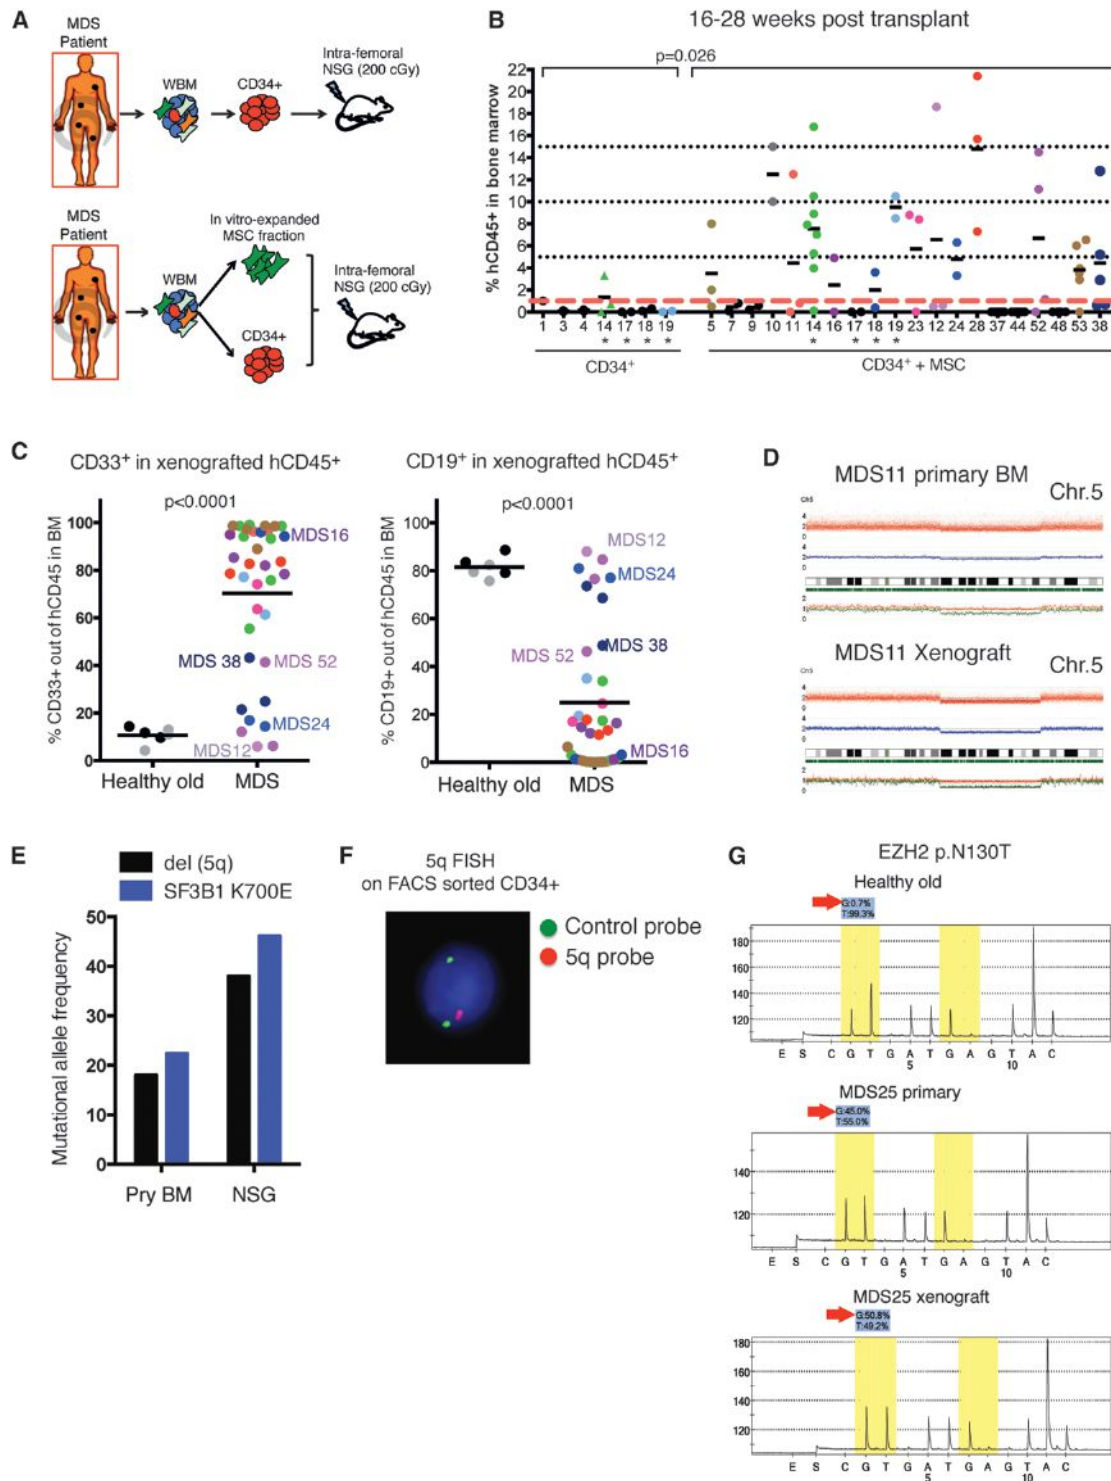 A
MDS
Patient
WBM
CD34+
Intra-femoral
NSG (200 cGy)
MDS
Patient
WBM
In vitro-expanded
MSC fraction
CD34+
Intra-femoral
NSG (200 cGy)
B
16-28 weeks post transplant
p=0.026
% hCD45+ in bone marrow
22
20
18
16
14
12
10
8
6
4
2
0
1 3 4 14 17 18 19 5 7 9 10 11 14 16 17 18 19 23 12 24 28 37 44 48 52 53 38
* * * * * * * *
CD34+
CD34+ + MSC
C
CD33+ in xenografted hCD45+
p<0.0001
% CD33+ out of hCD45 in BM
100
80
60
40
20
0
MDS16
MDS 38
MDS 52
MDS24
MDS12
Healthy old
MDS
CD19+ in xenografted hCD45+
p<0.0001
% CD19+ out of hCD45 in BM
100
80
60
40
20
0
MDS12
MDS24
MDS38
MDS 52
MDS16
Healthy old
MDS
D
MDS11 primary BM
Chr.5
MDS11 Xenograft
Chr.5
E
del (5q)
SF3B1 K700E
Mutational allele frequency
50
40
30
20
10
0
Pry BM
NSG
F
5q FISH
on FACS sorted CD34+
Control probe
5q probe
G
EZH2 p.N130T
Healthy old
G:0.7%
T:99.3%
180
160
140
120
E S C G T G A T G A G T A C
5 10
MDS25 primary
G:45.0%
T:55.0%
140
120
E S C G T G A T G A G T A C
5 10
MDS25 xenograft
G:50.8%
T:49.2%
180
160
140
120
E S C G T G A T G A G T A C
5 10